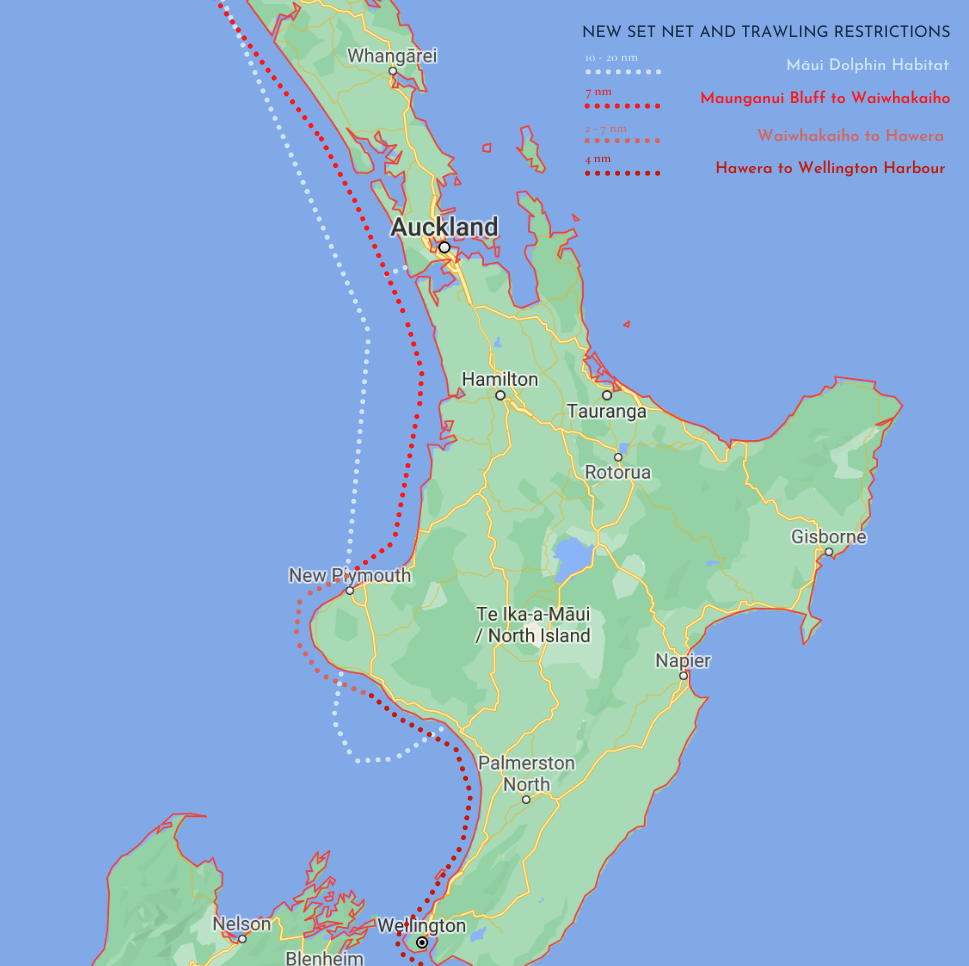 NEW SET NET AND TRAWLING RESTRICTIONS
10 - 20 nm
Māui Dolphin Habitat
7 nm
Maunganui Bluff to Waiwhakaiho
2 - 7 nm
Waiwhakaiho to Hawera
4 nm
Hawera to Wellington Harbour
Whangārei
Auckland
Hamilton
Tauranga
Rotorua
Gisborne
New Plymouth
Te Ika-a-Māui
/ North Island
Napier
Palmerston
North
Nelson
Wellington
Blenheim